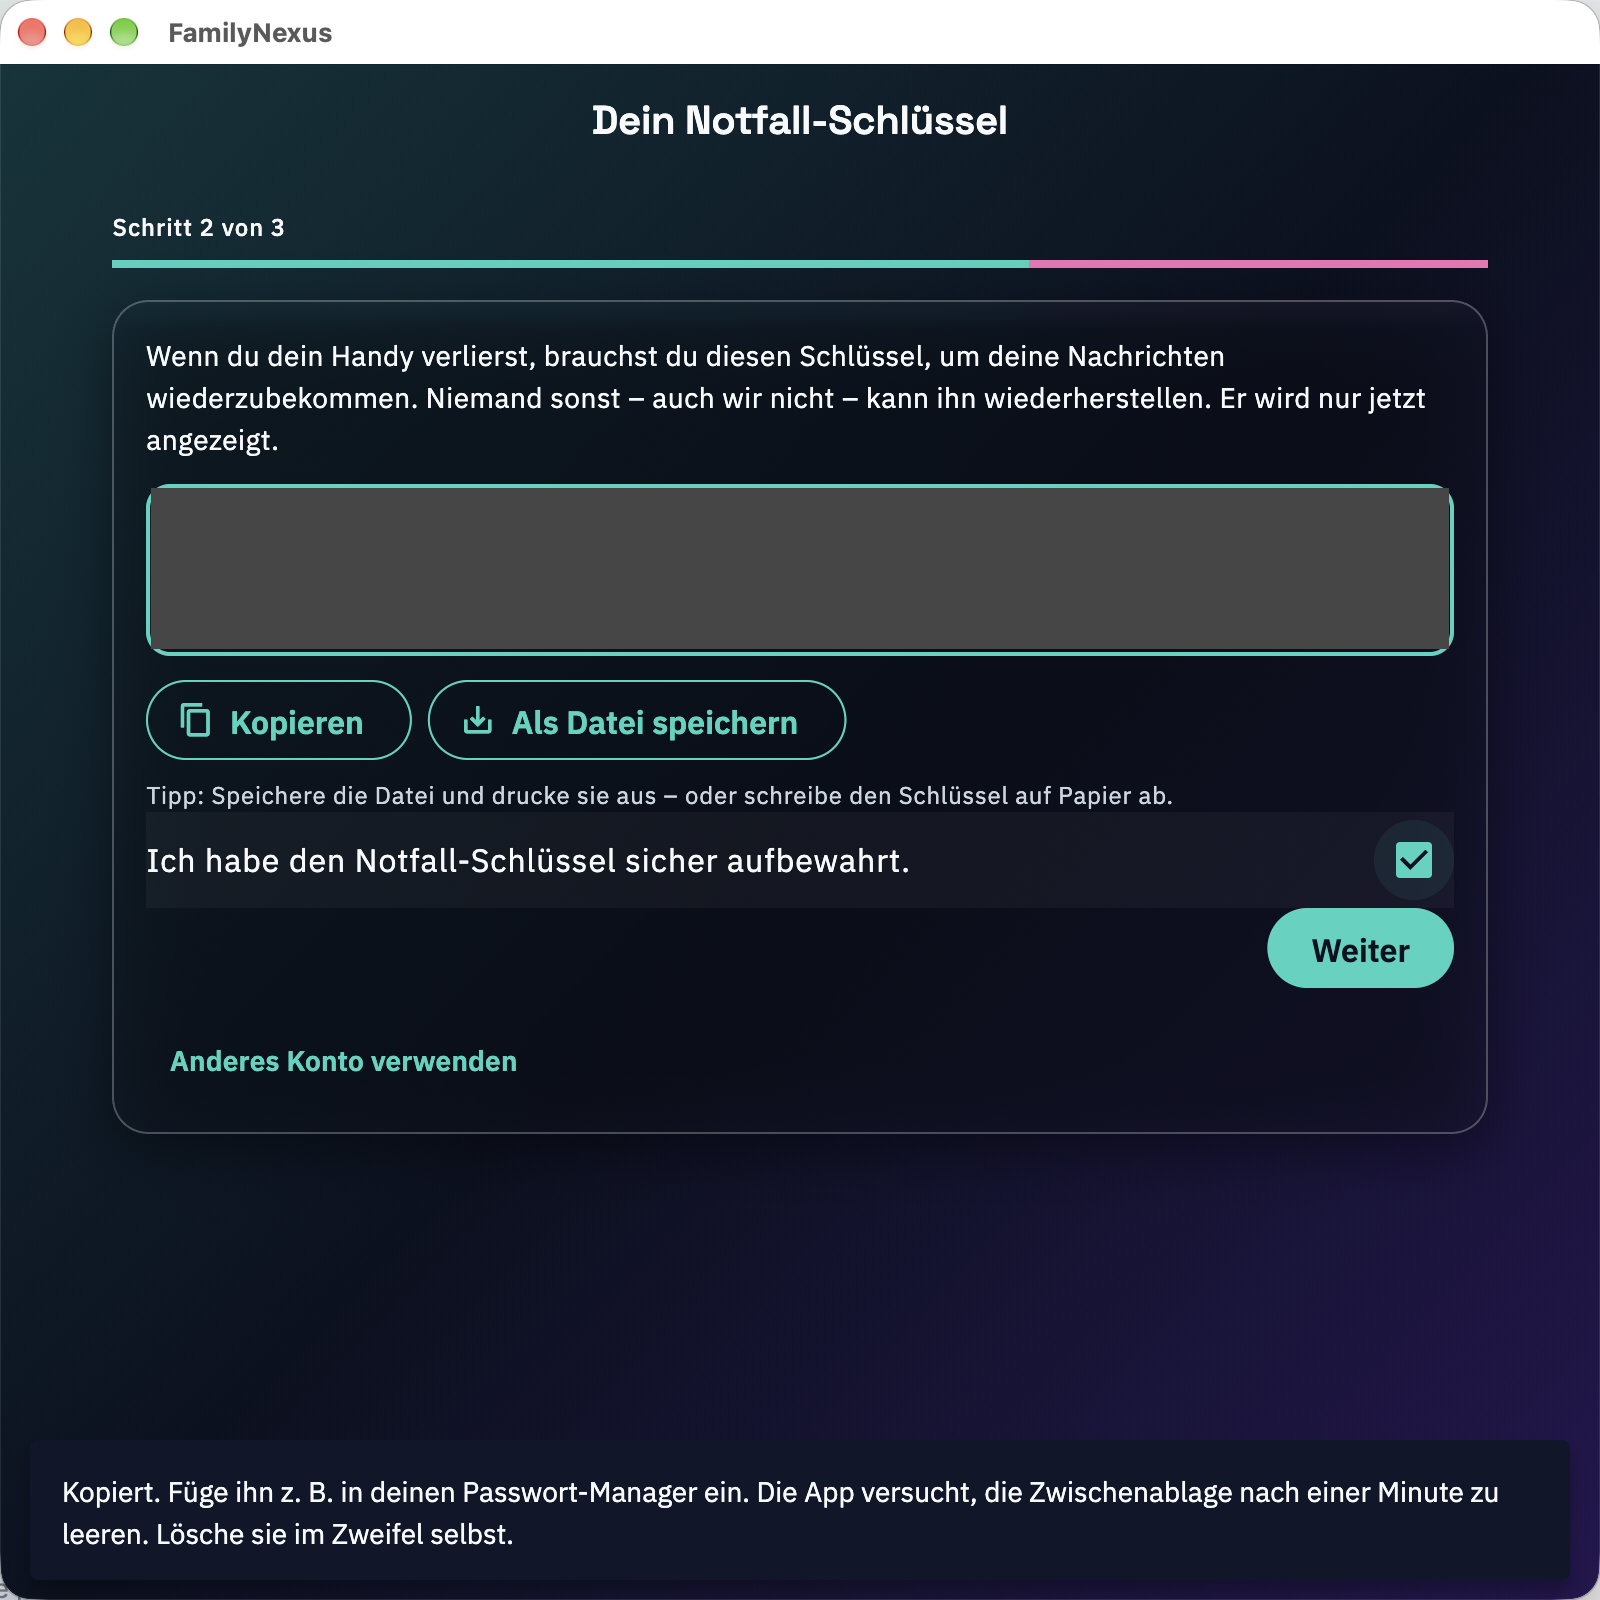 FamilyNexus
Dein Notfall-Schlüssel
Schritt 2 von 3
Wenn du dein Handy verlierst, brauchst du diesen Schlüssel, um deine Nachrichten
wiederzubekommen. Niemand sonst – auch wir nicht – kann ihn wiederherstellen. Er wird nur jetzt
angezeigt.
Kopieren
Als Datei speichern
Tipp: Speichere die Datei und drucke sie aus – oder schreibe den Schlüssel auf Papier ab.
Ich habe den Notfall-Schlüssel sicher aufbewahrt.
Weiter
Anderes Konto verwenden
Kopiert. Füge ihn z. B. in deinen Passwort-Manager ein. Die App versucht, die Zwischenablage nach einer Minute zu
leeren. Lösche sie im Zweifel selbst.